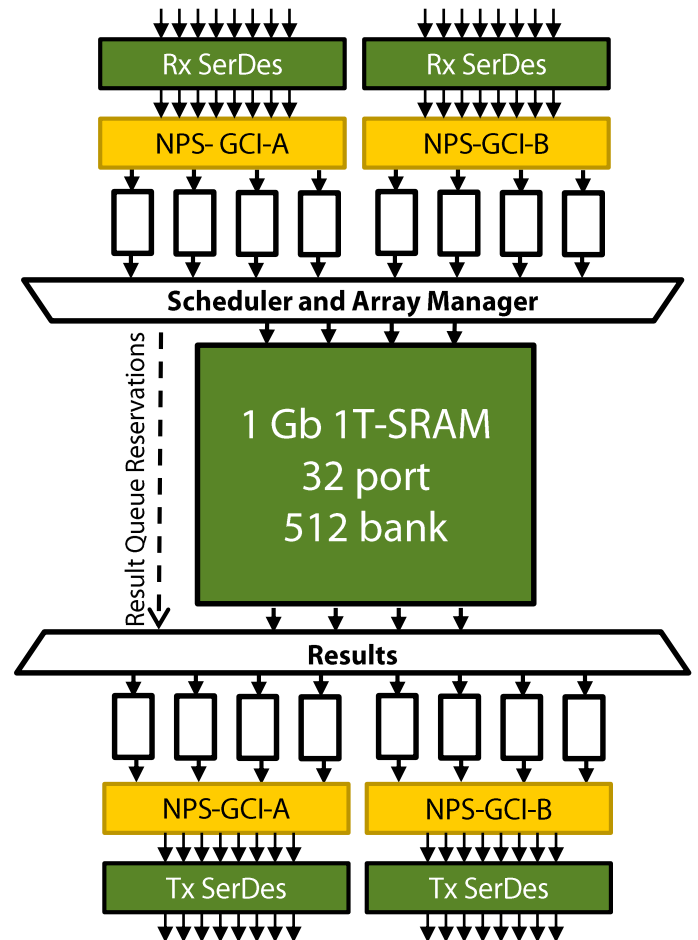 Rx SerDes
Rx SerDes
NPS- GCI-A
NPS-GCI-B
Scheduler and Array Manager
Result Queue Reservations
1 Gb 1T-SRAM
32 port
512 bank
Results
NPS-GCI-A
NPS-GCI-B
Tx SerDes
Tx SerDes